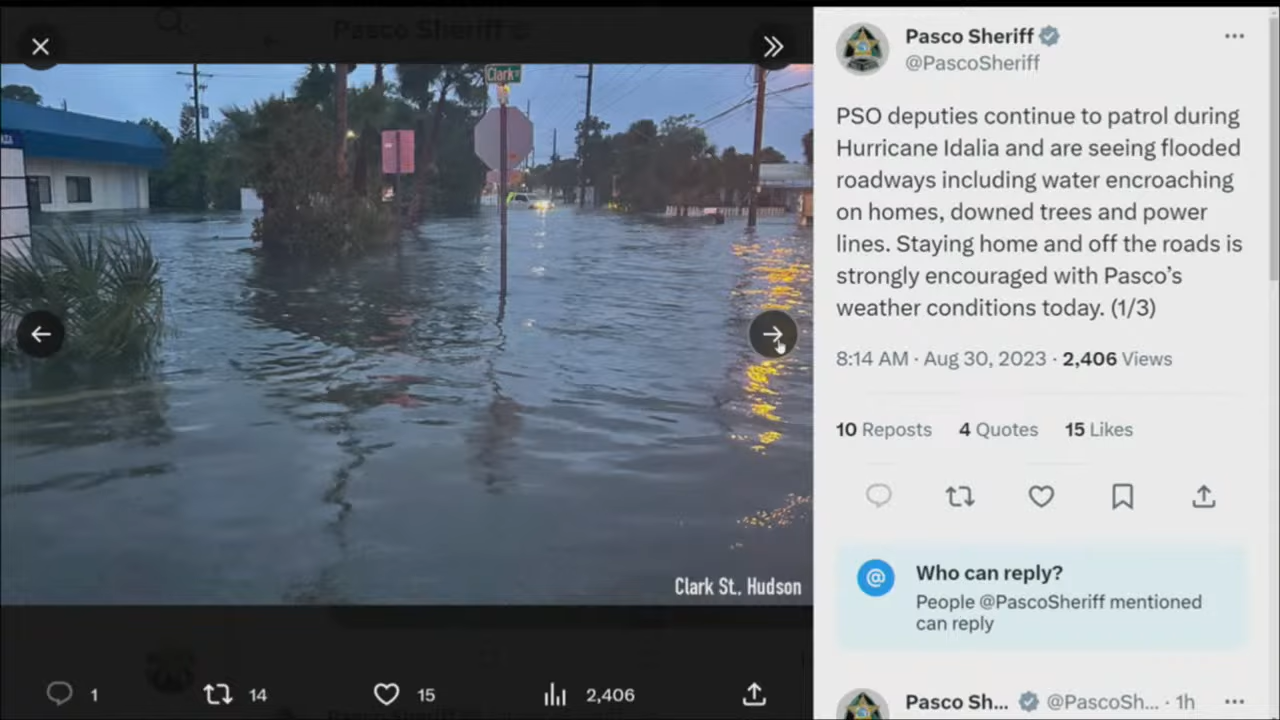 Pasco Sheriff
Clark
Clark St., Hudson
1
14
15
2,406
Pasco Sheriff
@PascoSheriff
PSO deputies continue to patrol during
Hurricane Idalia and are seeing flooded
roadways including water encroaching
on homes, downed trees and power
lines. Staying home and off the roads is
strongly encouraged with Pasco’s
weather conditions today. (1/3)
8:14 AM · Aug 30, 2023 · 2,406 Views
10 Reposts 4 Quotes 15 Likes
@
Who can reply?
People @PascoSheriff mentioned
can reply
Pasco Sh... @PascoSh... · 1h